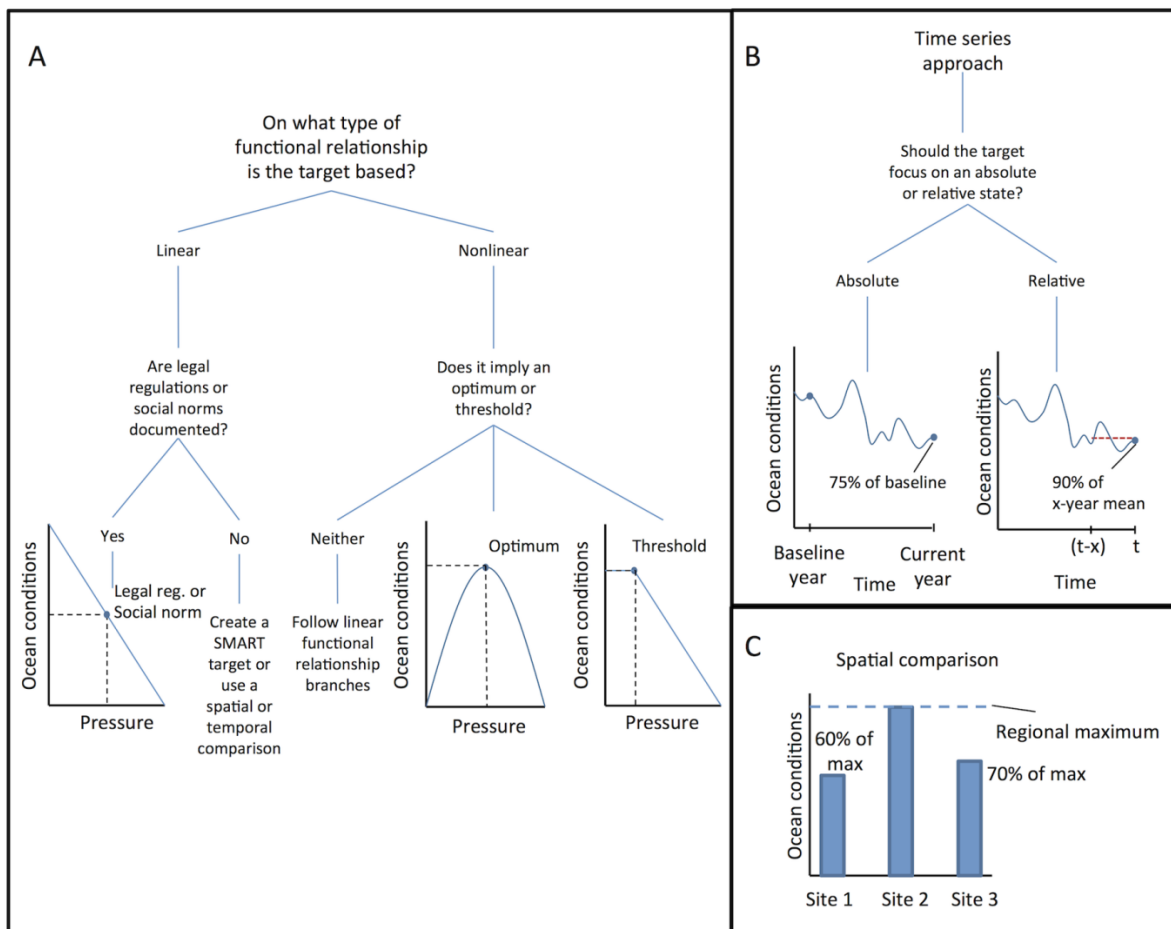 A
On what type of
functional relationship
is the target based?
Linear
Nonlinear
Are legal
regulations or
social norms
documented?
Does it imply an
optimum or
threshold?
Yes
No
Neither
Optimum
Threshold
Legal reg. or
Social norm
Create a
SMART
target or
use a
spatial or
temporal
comparison
Follow linear
functional
relationship
branches
Ocean conditions
Pressure
Ocean conditions
Pressure
Ocean conditions
Pressure
B
Time series
approach
Should the target
focus on an absolute
or relative state?
Absolute
Relative
Ocean conditions
75% of baseline
Baseline
year
Time
Current
year
Ocean conditions
90% of
x-year mean
(t-x)
t
Time
C
Spatial comparison
Ocean conditions
60% of
max
Regional maximum
70% of max
Site 1
Site 2
Site 3